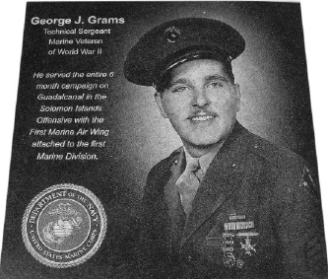 George J. Grams
Technical Sergeant
Marine Veteran
of World War II
He served the entire 6
month campaign on
Guadalcanal in the
Solomon Islands
Offensive with the
First Marine Air Wing
attached to the first
Marine Division.
DEPARTMENT OF THE NAVY
UNITED STATES MARINE CORPS